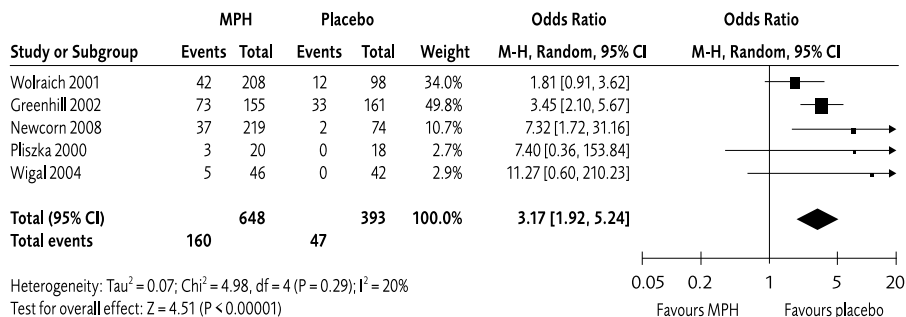 MPH Placebo Odds Ratio Odds Ratio
Study or Subgroup Events Total Events Total Weight M-H, Random, 95% CI M-H, Random, 95% CI
Wolraich 2001 42 208 12 98 34.0% 1.81 [0.91, 3.62]
Greenhill 2002 73 155 33 161 49.8% 3.45 [2.10, 5.67]
Newcorn 2008 37 219 2 74 10.7% 7.32 [1.72, 31.16]
Pliszka 2000 3 20 0 18 2.7% 7.40 [0.36, 153.84]
Wigal 2004 5 46 0 42 2.9% 11.27 [0.60, 210.23]
Total (95% CI) 648 393 100.0% 3.17 [1.92, 5.24]
Total events 160 47
Heterogeneity: Tau² = 0.07; Chi² = 4.98, df = 4 (P = 0.29); I² = 20%
Test for overall effect: Z = 4.51 (P < 0.00001)
0.05 0.2 1 5 20
Favours MPH Favours placebo